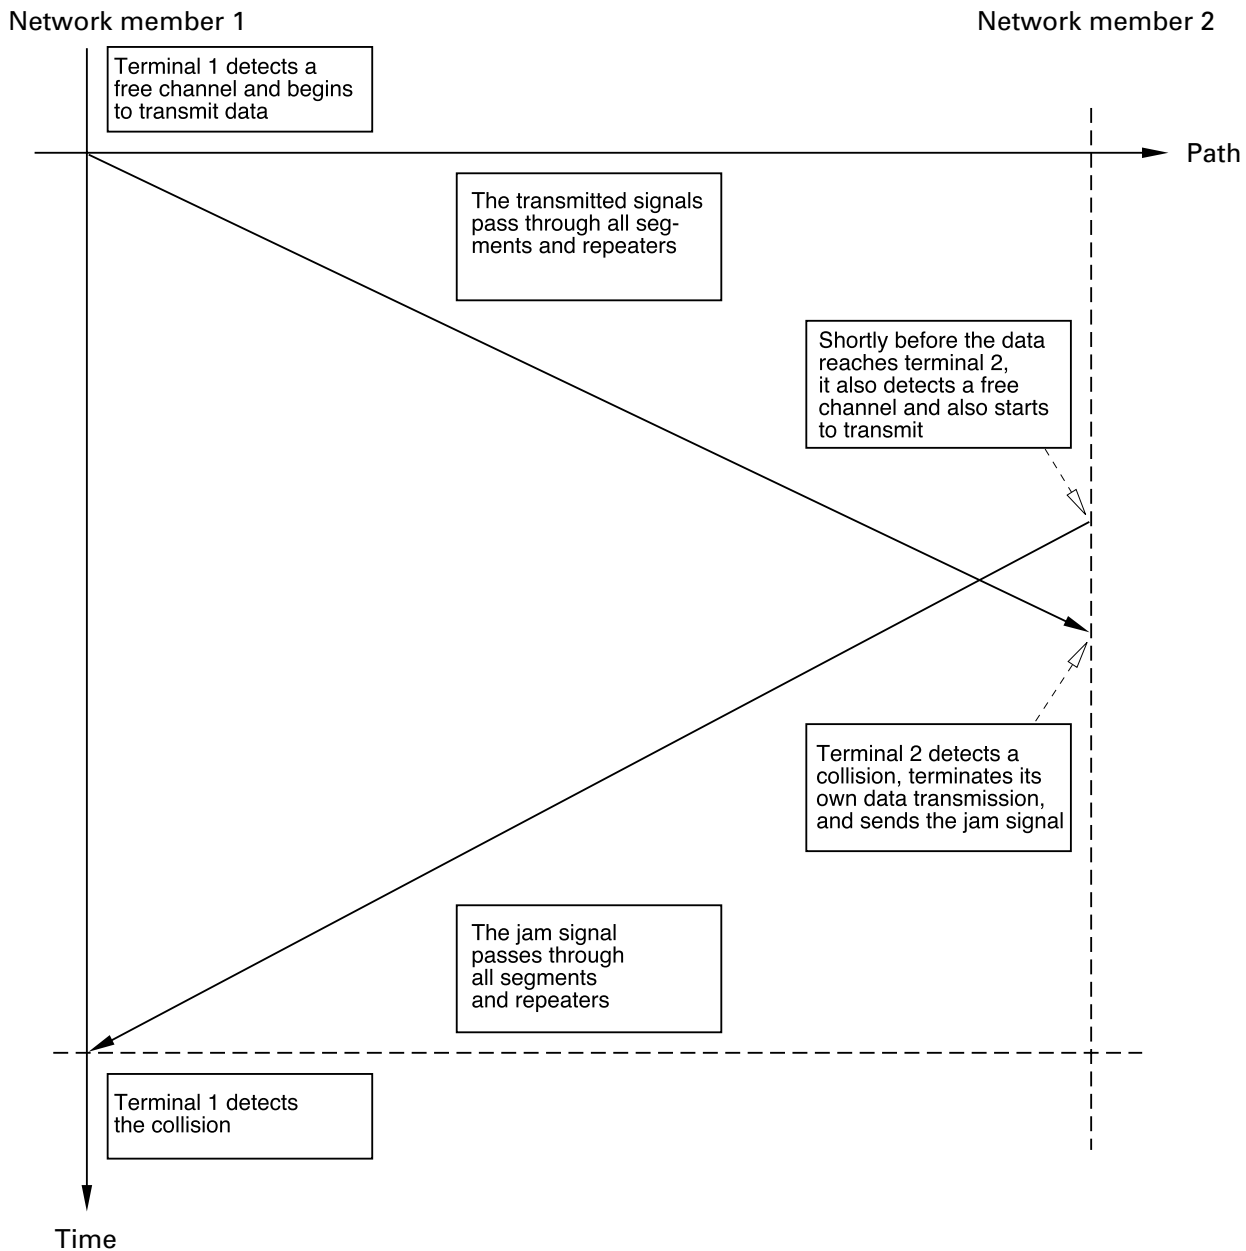 Network member 1
Network member 2
Terminal 1 detects a
free channel and begins
to transmit data
Path
The transmitted signals
pass through all seg-
ments and repeaters
Shortly before the data
reaches terminal 2,
it also detects a free
channel and also starts
to transmit
Terminal 2 detects a
collision, terminates its
own data transmission,
and sends the jam signal
The jam signal
passes through
all segments
and repeaters
Terminal 1 detects
the collision
Time